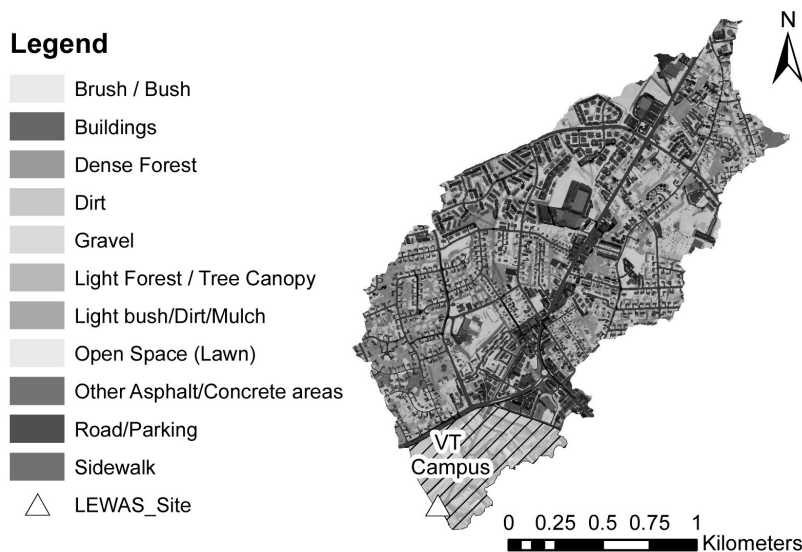 Legend
Brush / Bush
Buildings
Dense Forest
Dirt
Gravel
Light Forest / Tree Canopy
Light bush/Dirt/Mulch
Open Space (Lawn)
Other Asphalt/Concrete areas
Road/Parking
Sidewalk
LEWAS_Site
N
VT
Campus
0 0.25 0.5 0.75 1
Kilometers